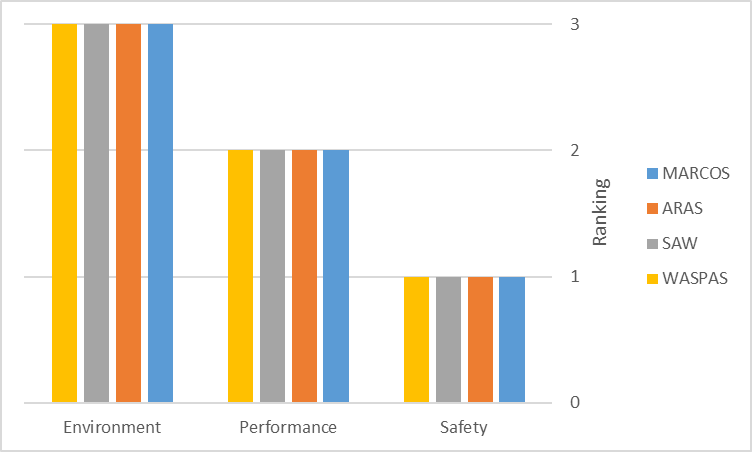 3
2
1
0
Ranking
MARCOS
ARAS
SAW
WASPAS
Environment
Performance
Safety